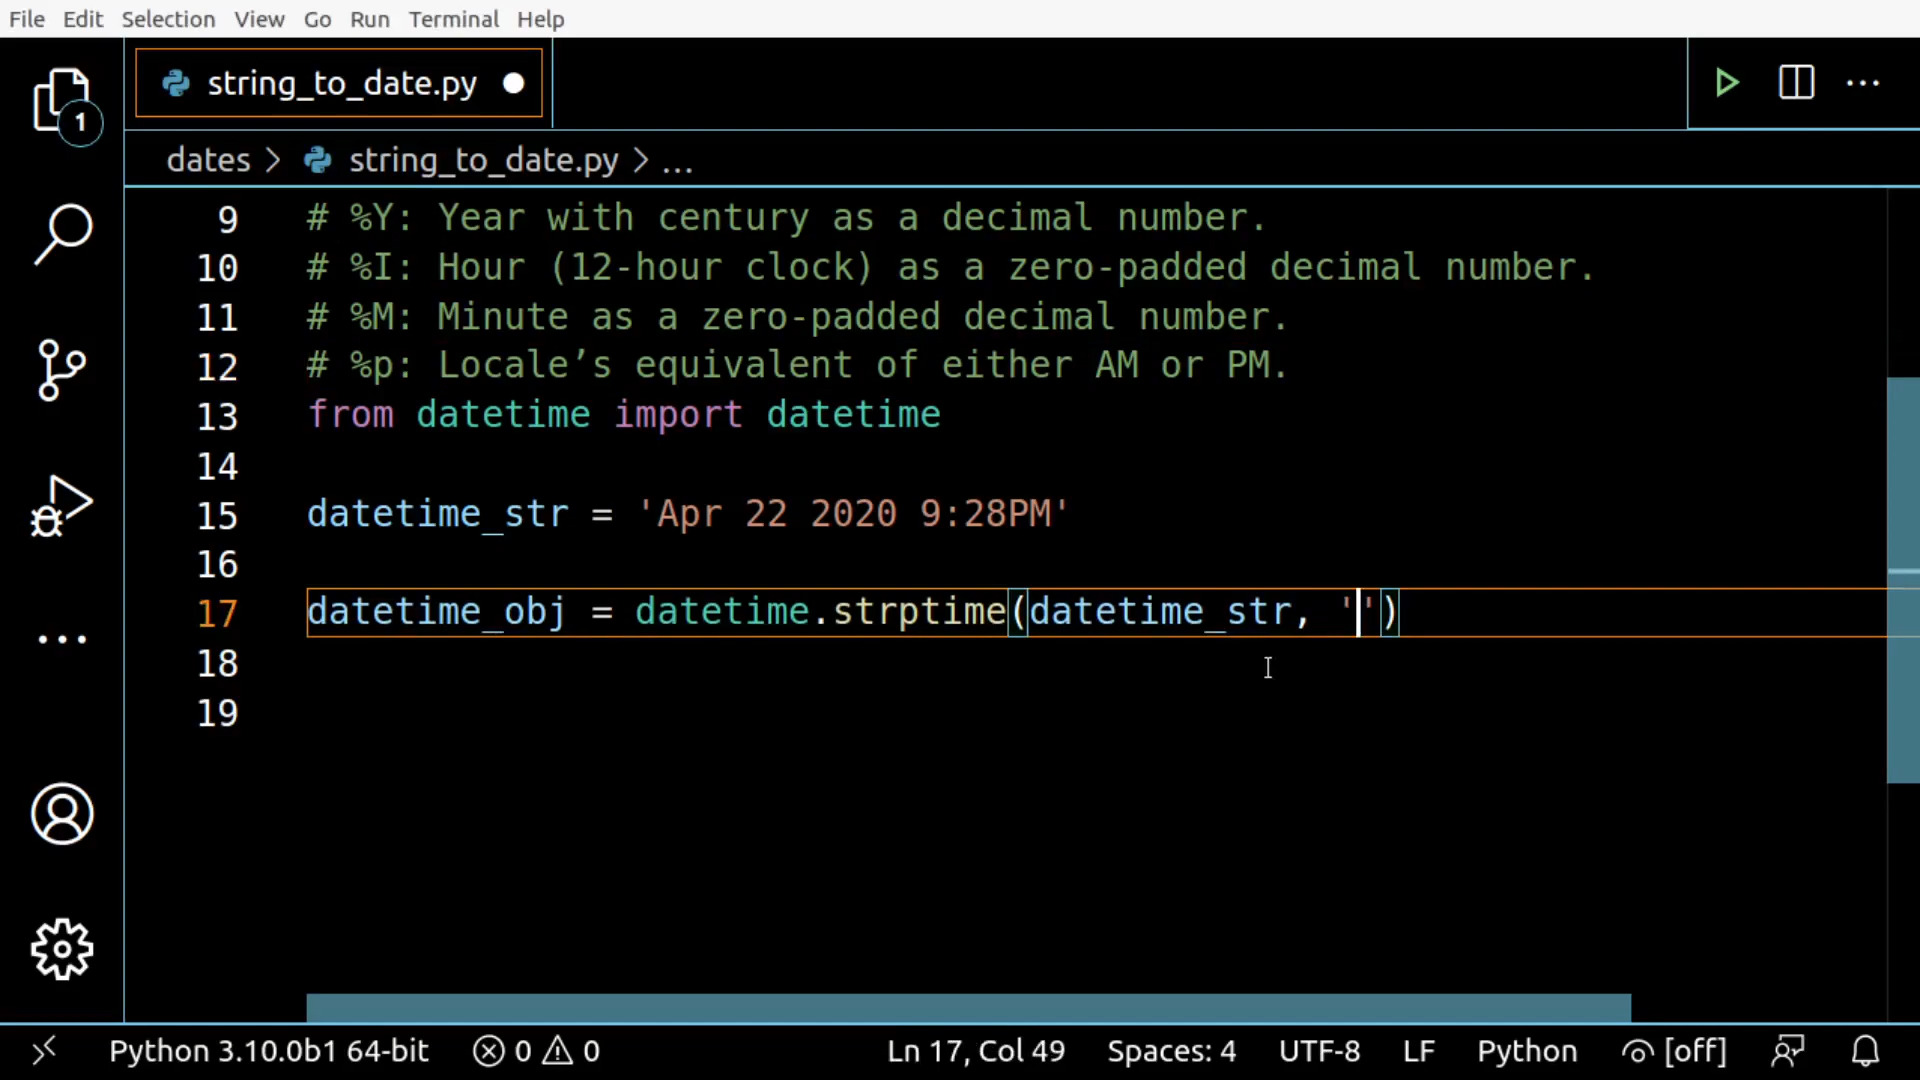 File Edit Selection View Go Run Terminal Help
string_to_date.py
1
dates > string_to_date.py > ...
9 # %Y: Year with century as a decimal number.
10 # %I: Hour (12-hour clock) as a zero-padded decimal number.
11 # %M: Minute as a zero-padded decimal number.
12 # %p: Locale’s equivalent of either AM or PM.
13 from datetime import datetime
14
15 datetime_str = 'Apr 22 2020 9:28PM'
16
17 datetime_obj = datetime.strptime(datetime_str, '')
18
19
Python 3.10.0b1 64-bit 0 0 Ln 17, Col 49 Spaces: 4 UTF-8 LF Python [off]